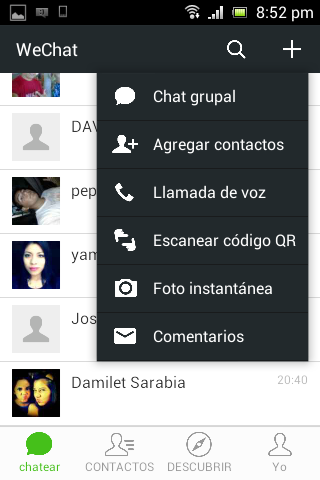 8:52 pm
WeChat
Chat grupal
DAV
Agregar contactos
pep
Llamada de voz
yam
Escanear código QR
Foto instantánea
Jos
Comentarios
Damilet Sarabia
20:40
chatear
CONTACTOS
DESCUBRIR
Yo